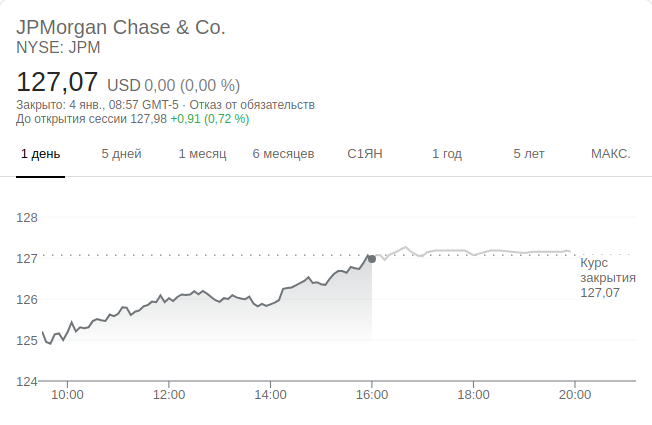 JPMorgan Chase & Co.
NYSE: JPM
127,07 USD 0,00 (0,00 %)
Закрыто: 4 янв., 08:57 GMT-5 · Отказ от обязательств
До открытия сессии 127,98 +0,91 (0,72 %)
1 день 5 дней 1 месяц 6 месяцев С1ЯН 1 год 5 лет МАКС.
128
127
126
125
124
Курс
закрытия
127,07
10:00 12:00 14:00 16:00 18:00 20:00